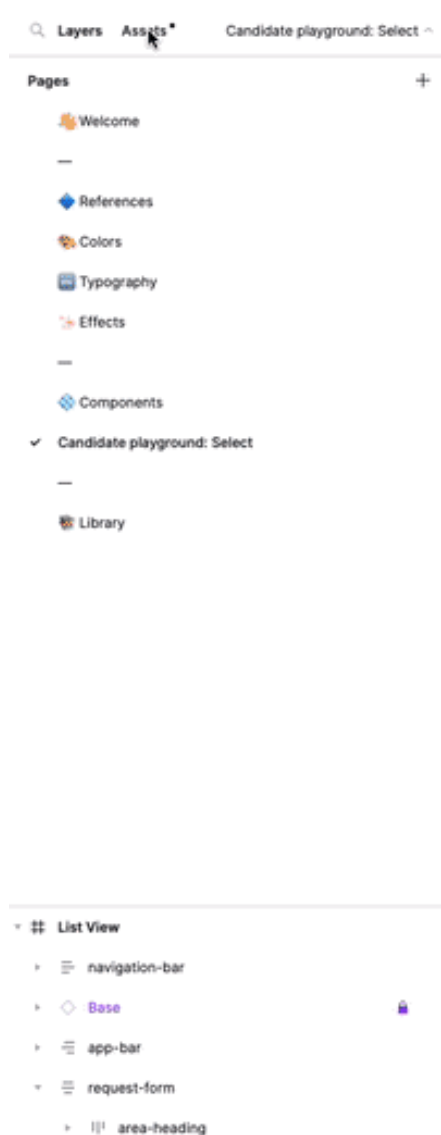 Layers Assets Candidate playground: Select
Pages
Welcome
—
References
Colors
Typography
Effects
—
Components
Candidate playground: Select
—
Library
List View
navigation-bar
Base
app-bar
request-form
area-heading